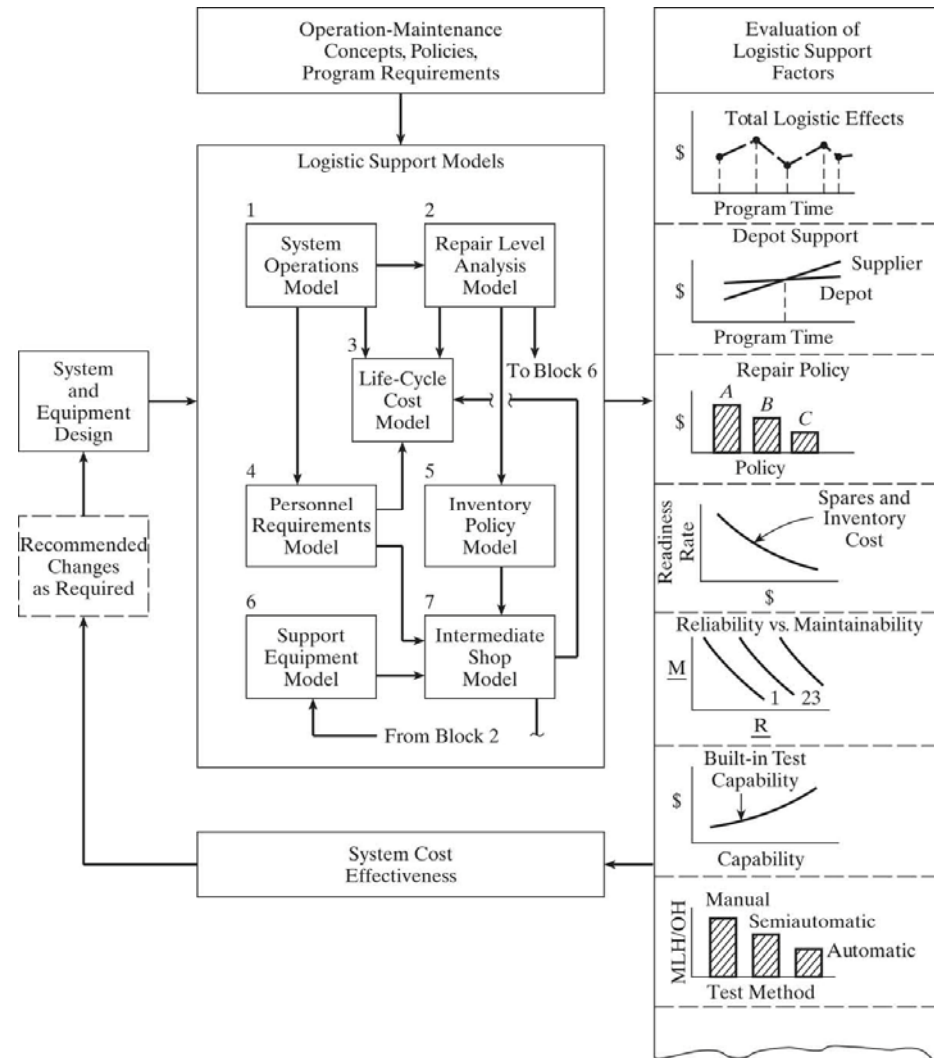 Operation-Maintenance
Concepts, Policies,
Program Requirements
Logistic Support Models
1
System
Operations
Model
2
Repair Level
Analysis
Model
3
Life-Cycle
Cost
Model
To Block 6
4
Personnel
Requirements
Model
5
Inventory
Policy
Model
6
Support
Equipment
Model
7
Intermediate
Shop
Model
From Block 2
System
and
Equipment
Design
Recommended
Changes
as Required
System Cost
Effectiveness
Evaluation of
Logistic Support
Factors
Total Logistic Effects
$
Program Time
Depot Support
Supplier
$
Depot
Program Time
Repair Policy
A
B
C
$
Policy
Spares and
Inventory
Cost
Readiness
Rate
$
Reliability vs. Maintainability
M
1 23
R
Built-in Test
Capability
$
Capability
Manual
Semiautomatic
Automatic
MLH/OH
Test Method